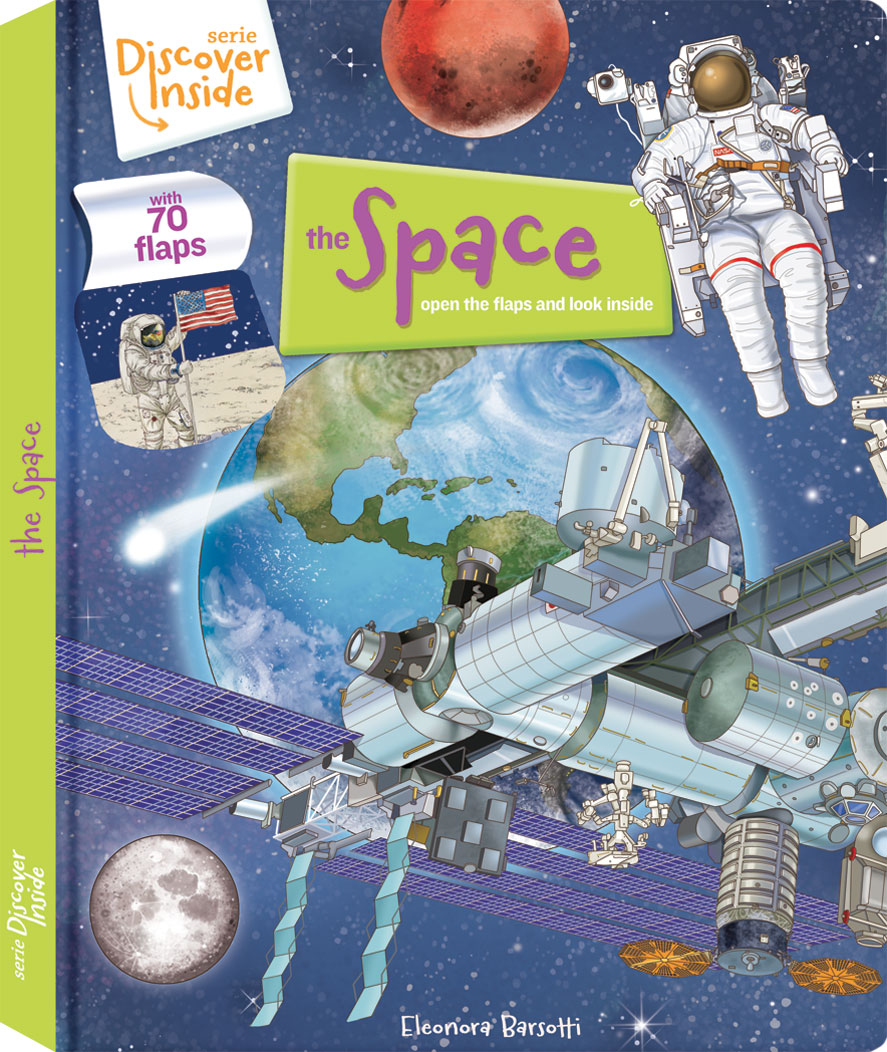 serie
Discover
Inside
with
70
flaps
the Space
open the flaps and look inside
NASA
the Space
serie Discover
Inside
Eleonora Barsotti